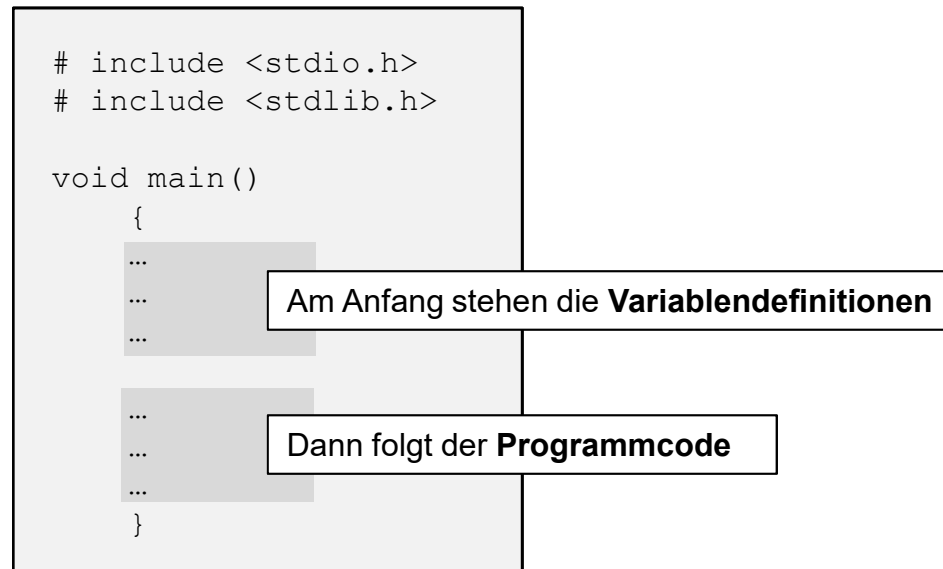 # include <stdio.h>
# include <stdlib.h>
void main()
{
…
…
Am Anfang stehen die Variablendefinitionen
…
…
…
Dann folgt der Programmcode
…
}